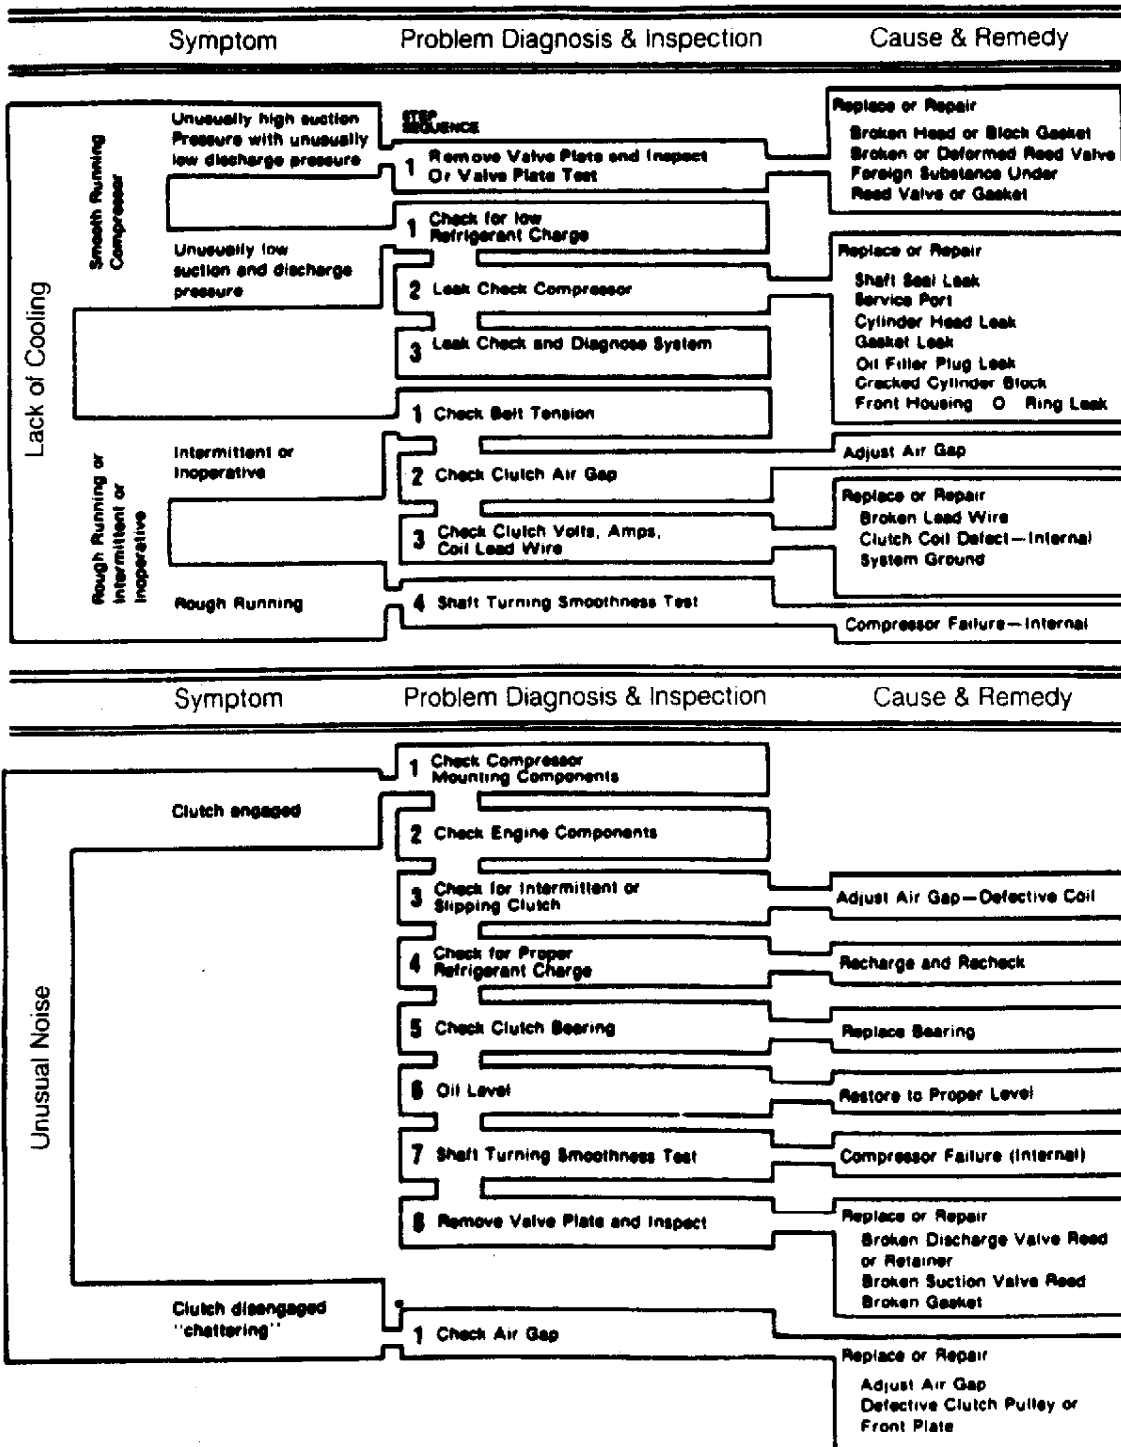 Symptom
Problem Diagnosis & Inspection
Cause & Remedy
Lack of Cooling
Smooth Running
Compressor
Unusually high suction
Pressure with unusually
low discharge pressure
STEP
SEQUENCE
1 Remove Valve Plate and Inspect
Or Valve Plate Test
Replace or Repair
Broken Head or Block Gasket
Broken or Deformed Reed Valve
Foreign Substance Under
Reed Valve or Gasket
Unusually low
suction and discharge
pressure
1 Check for low
Refrigerant Charge
2 Leak Check Compressor
3 Leak Check and Diagnose System
Replace or Repair
Shaft Seal Leak
Service Port
Cylinder Head Leak
Gasket Leak
Oil Filler Plug Leak
Cracked Cylinder Block
Front Housing O Ring Leak
Rough Running or
Intermittent or
Inoperative
Intermittent or
Inoperative
1 Check Belt Tension
2 Check Clutch Air Gap
Adjust Air Gap
3 Check Clutch Volts, Amps,
Coil Lead Wire
Replace or Repair
Broken Lead Wire
Clutch Coil Defect—Internal
System Ground
Rough Running
4 Shaft Turning Smoothness Test
Compressor Failure—Internal
Symptom
Problem Diagnosis & Inspection
Cause & Remedy
Unusual Noise
Clutch engaged
1 Check Compressor
Mounting Components
2 Check Engine Components
3 Check for Intermittent or
Slipping Clutch
Adjust Air Gap—Defective Coil
4 Check for Proper
Refrigerant Charge
Recharge and Recheck
5 Check Clutch Bearing
Replace Bearing
6 Oil Level
Restore to Proper Level
7 Shaft Turning Smoothness Test
Compressor Failure (Internal)
8 Remove Valve Plate and Inspect
Replace or Repair
Broken Discharge Valve Reed
or Retainer
Broken Suction Valve Reed
Broken Gasket
Clutch disengaged
"chattering"
1 Check Air Gap
Replace or Repair
Adjust Air Gap
Defective Clutch Pulley or
Front Plate